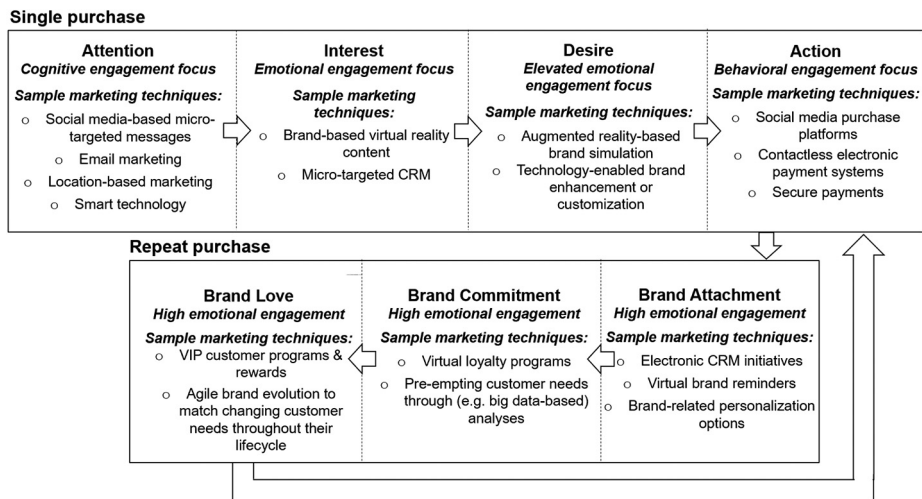 Single purchase
Attention
Cognitive engagement focus
Sample marketing techniques:
o Social media-based micro-
targeted messages
o Email marketing
o Location-based marketing
o Smart technology
Interest
Emotional engagement focus
Sample marketing
techniques:
o Brand-based virtual reality
content
o Micro-targeted CRM
Desire
Elevated emotional
engagement focus
Sample marketing techniques:
o Augmented reality-based
brand simulation
o Technology-enabled brand
enhancement or
customization
Action
Behavioral engagement focus
Sample marketing techniques:
o Social media purchase
platforms
o Contactless electronic
payment systems
o Secure payments
Repeat purchase
Brand Love
High emotional engagement
Sample marketing techniques:
o VIP customer programs &
rewards
o Agile brand evolution to
match changing customer
needs throughout their
lifecycle
Brand Commitment
High emotional engagement
Sample marketing techniques:
o Virtual loyalty programs
o Pre-empting customer needs
through (e.g. big data-based)
analyses
Brand Attachment
High emotional engagement
Sample marketing techniques:
o Electronic CRM initiatives
o Virtual brand reminders
o Brand-related personalization
options